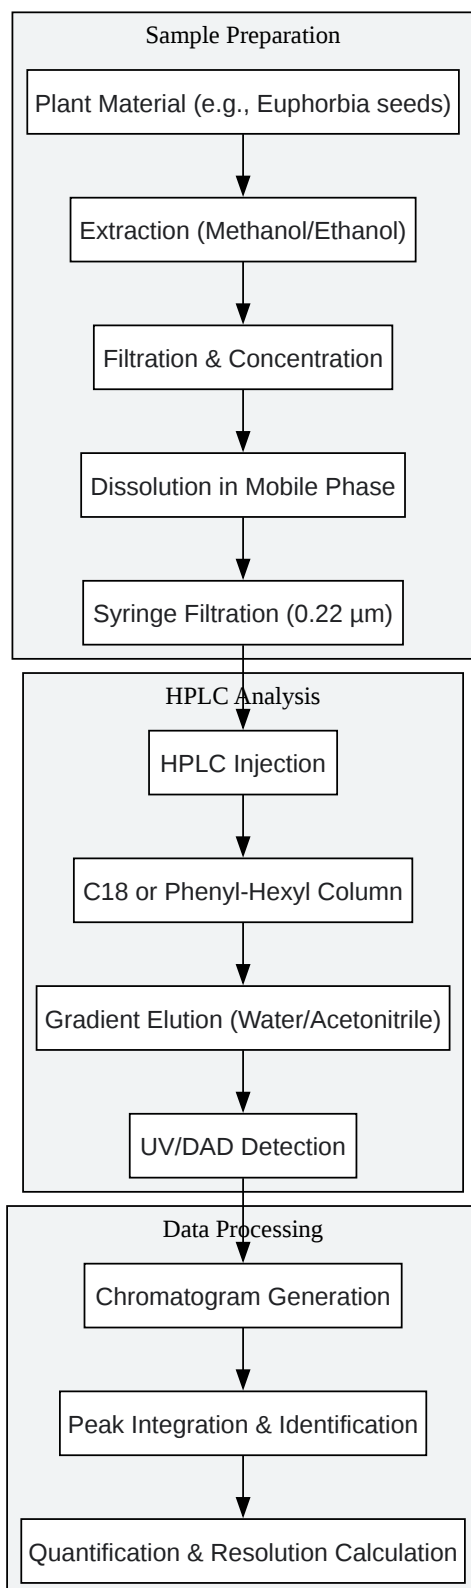 Sample Preparation
Plant Material (e.g., Euphorbia seeds)
Extraction (Methanol/Ethanol)
Filtration & Concentration
Dissolution in Mobile Phase
Syringe Filtration (0.22 µm)
HPLC Analysis
HPLC Injection
C18 or Phenyl-Hexyl Column
Gradient Elution (Water/Acetonitrile)
UV/DAD Detection
Data Processing
Chromatogram Generation
Peak Integration & Identification
Quantification & Resolution Calculation